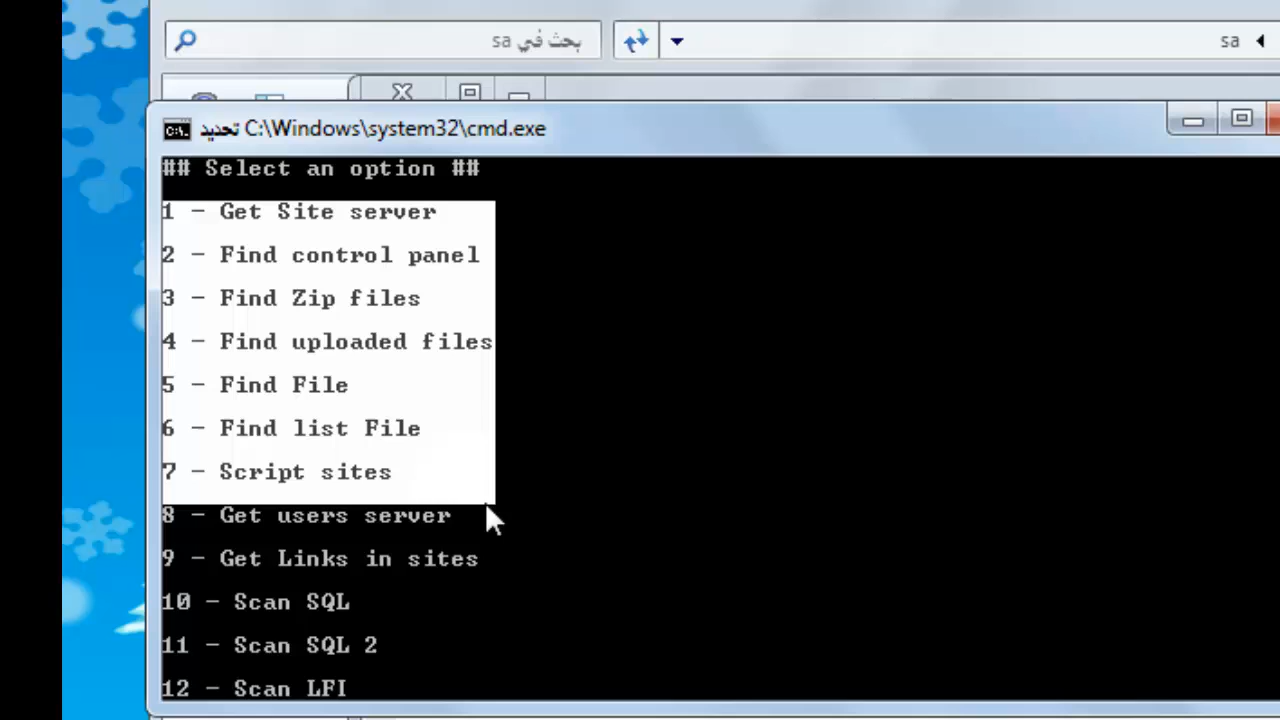 بحث في sa
sa
تحديد C:\Windows\system32\cmd.exe
## Select an option ##
1 - Get Site server
2 - Find control panel
3 - Find Zip files
4 - Find uploaded files
5 - Find File
6 - Find list File
7 - Script sites
8 - Get users server
9 - Get Links in sites
10 - Scan SQL
11 - Scan SQL 2
12 - Scan LFI